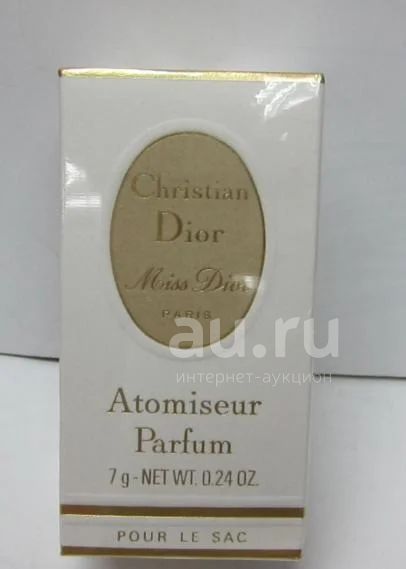 Christian
Dior
Miss Dior
PARIS
au.ru
интернет-аукцион
Atomiseur
Parfum
7 g - NET WT. 0.24 OZ.
POUR LE SAC